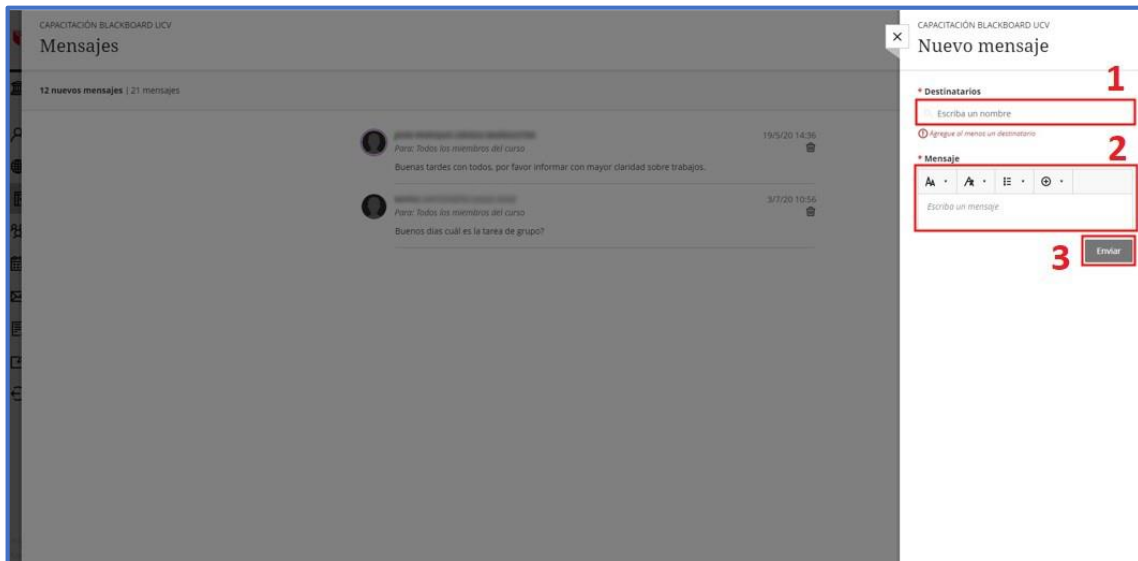 CAPACITACIÓN BLACKBOARD UCV
Mensajes
12 nuevos mensajes | 21 mensajes
19/5/20 14:36
Para: Todos los miembros del curso
Buenas tardes con todos, por favor informar con mayor claridad sobre trabajos.
3/7/20 10:56
Para: Todos los miembros del curso
Buenos dias cuál es la tarea de grupo?
CAPACITACIÓN BLACKBOARD UCV
Nuevo mensaje
1
* Destinatarios
Escriba un nombre
Agregue al menos un destinatario
2
* Mensaje
Escriba un mensaje
Enviar
3